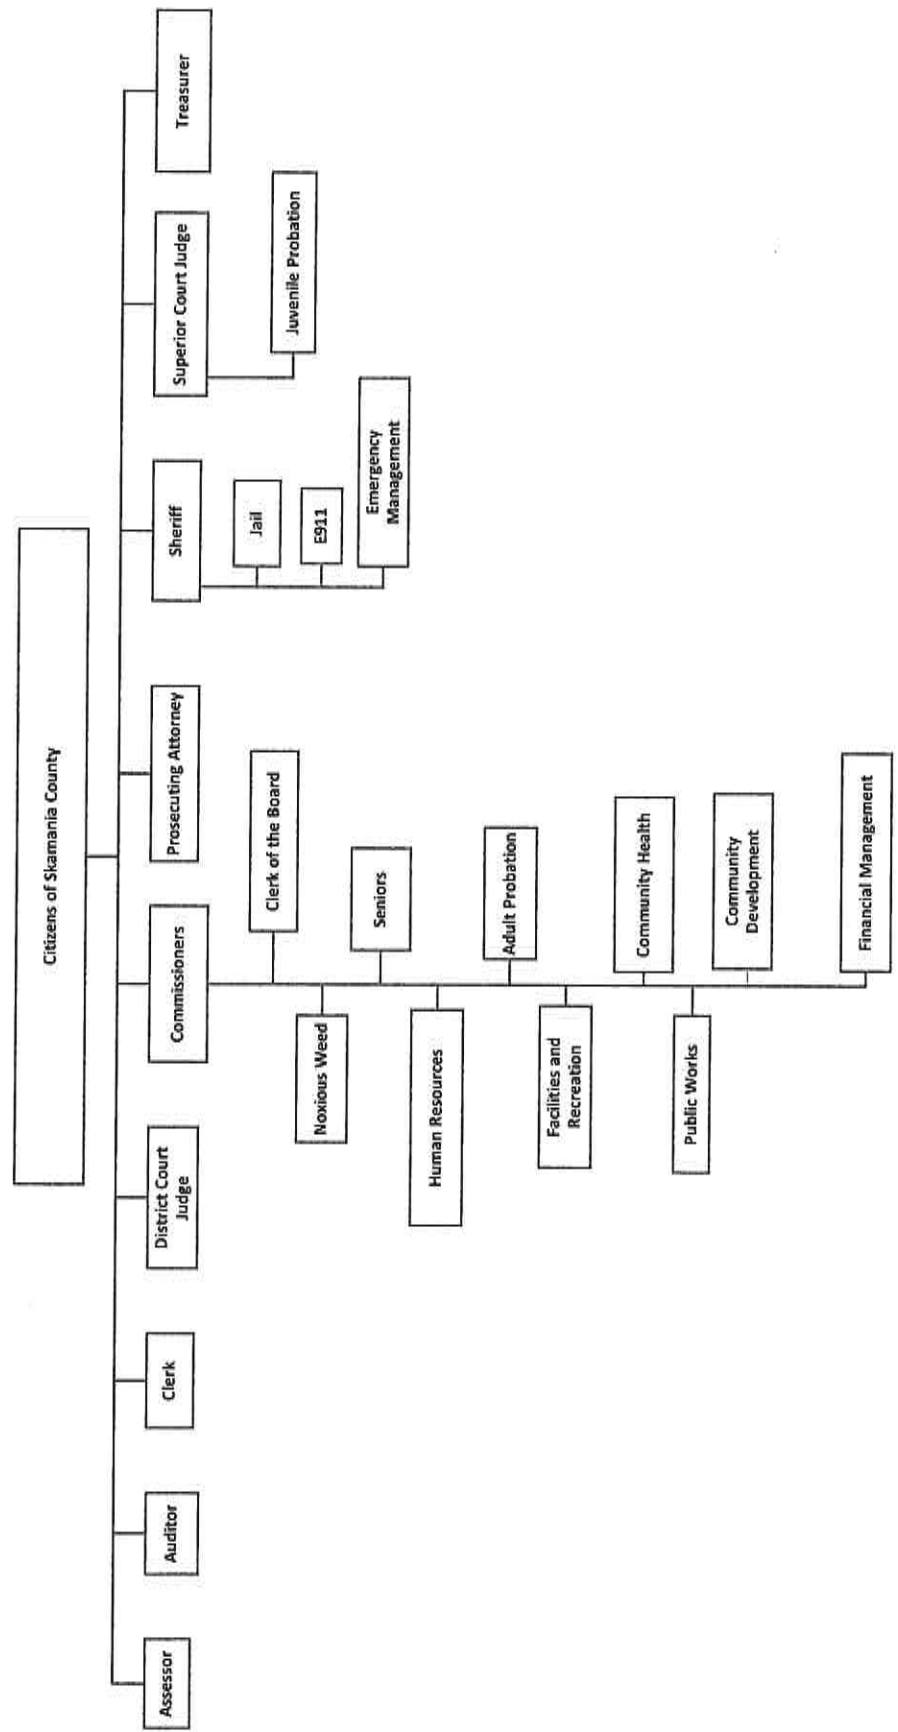 Citizens of Skamania County
Assessor
Auditor
Clerk
District Court
Judge
Commissioners
Prosecuting Attorney
Sheriff
Superior Court Judge
Treasurer
Clerk of the Board
Noxious Weed
Seniors
Human Resources
Adult Probation
Facilities and
Recreation
Community Health
Public Works
Community
Development
Financial Management
Jail
E911
Emergency
Management
Juvenile Probation